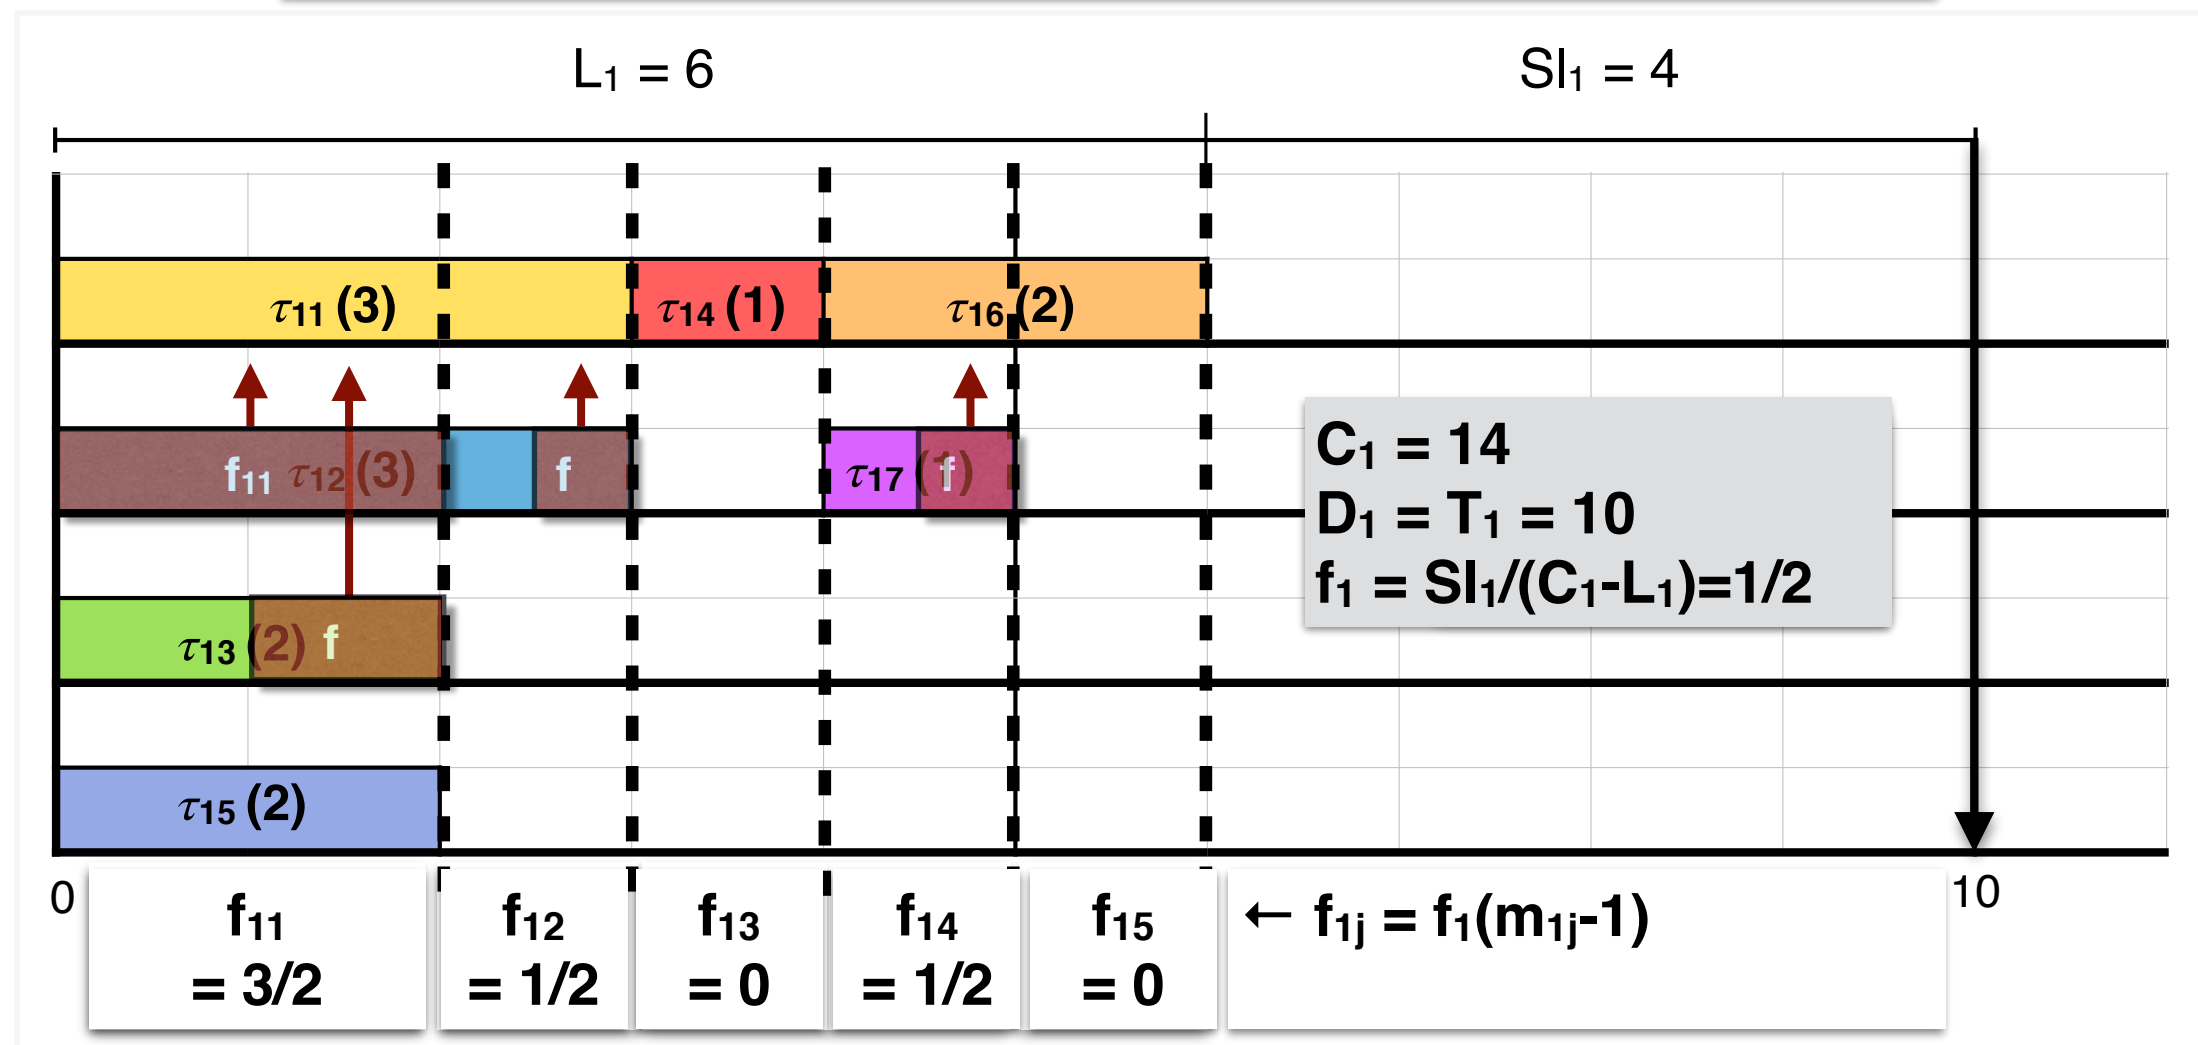 L₁ = 6
SI₁ = 4
τ₁₁ (3)
τ₁₄ (1)
τ₁₆ (2)
f₁₁ τ₁₂ (3)
f
τ₁₇ (1)
f
C₁ = 14
D₁ = T₁ = 10
f₁ = SI₁/(C₁-L₁)=1/2
τ₁₃ (2) f
τ₁₅ (2)
0
10
f₁₁
= 3/2
f₁₂
= 1/2
f₁₃
= 0
f₁₄
= 1/2
f₁₅
= 0
← f₁ⱼ = f₁(m₁ⱼ-1)